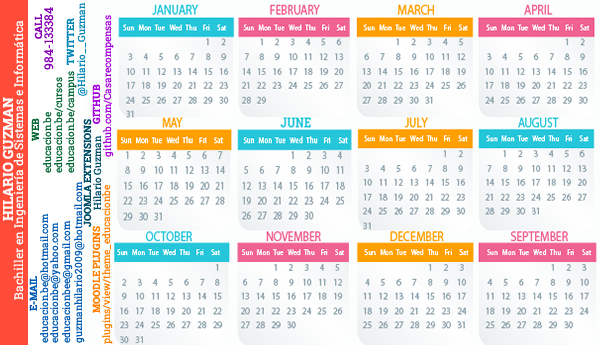 HILARIO GUZMAN
Bachiller en Ingeniería de Sistemas e Informática
E-MAIL
educacion.be@hotmail.com
educacionbe@yahoo.com
educacionbee@gmail.com
guzmanhilario2009@hotmail.com
WEB
educacion.be
educacion.be/cursos
educacion.be/campus
CALL
984-133384
TWITTER
@Hilario__Guzman
JOOMLA EXTENSIONS
Hilario Guzman
GITHUB
github.com/Casarecompensas
MOODLE PLUGINS
plugins/view/theme_educacionbe
JANUARY
Sun Mon Tue Wed Thu Fri Sat
1 2
3 4 5 6 7 8 9
10 11 12 13 14 15 16
17 18 19 20 21 22 23
24 25 26 27 28 29 30
31
FEBRUARY
Sun Mon Tue Wed Thu Fri Sat
1 2 3 4 5 6
7 8 9 10 11 12 13
14 15 16 17 18 19 20
21 22 23 24 25 26 27
28 29
MARCH
Sun Mon Tue Wed Thu Fri Sat
1 2 3 4 5
6 7 8 9 10 11 12
13 14 15 16 17 18 19
20 21 22 23 24 25 26
27 28 29 30 31
APRIL
Sun Mon Tue Wed Thu Fri Sat
1 2
3 4 5 6 7 8 9
10 11 12 13 14 15 16
17 18 19 20 21 22 23
24 25 26 27 28 29 30
MAY
Sun Mon Tue Wed Thu Fri Sat
1 2 3 4 5 6 7
8 9 10 11 12 13 14
15 16 17 18 19 20 21
22 23 24 25 26 27 28
29 30 31
JUNE
Sun Mon Tue Wed Thu Fri Sat
1 2 3 4
5 6 7 8 9 10 11
12 13 14 15 16 17 18
19 20 21 22 23 24 25
26 27 28 29 30
JULY
Sun Mon Tue Wed Thu Fri Sat
1 2
3 4 5 6 7 8 9
10 11 12 13 14 15 16
17 18 19 20 21 22 23
24 25 26 27 28 29 30
31
AUGUST
Sun Mon Tue Wed Thu Fri Sat
1 2 3 4 5 6
7 8 9 10 11 12 13
14 15 16 17 18 19 20
21 22 23 24 25 26 27
28 29 30 31
OCTOBER
Sun Mon Tue Wed Thu Fri Sat
1
2 3 4 5 6 7 8
9 10 11 12 13 14 15
16 17 18 19 20 21 22
23 24 25 26 27 28 29
30 31
NOVEMBER
Sun Mon Tue Wed Thu Fri Sat
1 2 3 4 5
6 7 8 9 10 11 12
13 14 15 16 17 18 19
20 21 22 23 24 25 26
27 28 29 30
DECEMBER
Sun Mon Tue Wed Thu Fri Sat
1 2 3
4 5 6 7 8 9 10
11 12 13 14 15 16 17
18 19 20 21 22 23 24
25 26 27 28 29 30 31
SEPTEMBER
Sun Mon Tue Wed Thu Fri Sat
1 2 3
4 5 6 7 8 9 10
11 12 13 14 15 16 17
18 19 20 21 22 23 24
25 26 27 28 29 30